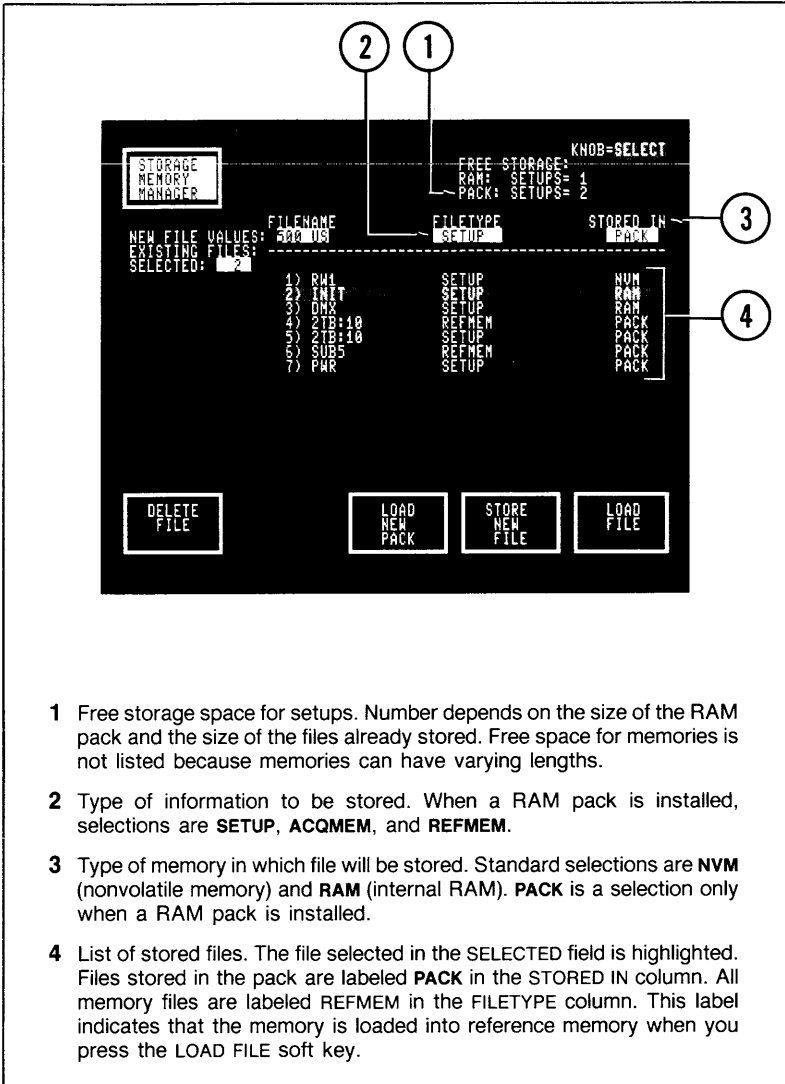 2 1
KNOB=SELECT
STORAGE
MEMORY
MANAGER
FREE STORAGE:
RAM: SETUPS= 1
PACK: SETUPS= 2
FILENAME FILETYPE STORED IN 3
NEW FILE VALUES: 500 US SETUP PACK
EXISTING FILES:
SELECTED: 2
1) RW1 SETUP NVM
2) INIT SETUP RAM
3) DMX SETUP RAM
4) 2TB:10 REFMEM PACK
5) 2TB:10 SETUP PACK
6) SUB5 REFMEM PACK
7) PWR SETUP PACK
4
DELETE
FILE
LOAD
NEW
PACK
STORE
NEW
FILE
LOAD
FILE
1 Free storage space for setups. Number depends on the size of the RAM
pack and the size of the files already stored. Free space for memories is
not listed because memories can have varying lengths.
2 Type of information to be stored. When a RAM pack is installed,
selections are SETUP, ACQMEM, and REFMEM.
3 Type of memory in which file will be stored. Standard selections are NVM
(nonvolatile memory) and RAM (internal RAM). PACK is a selection only
when a RAM pack is installed.
4 List of stored files. The file selected in the SELECTED field is highlighted.
Files stored in the pack are labeled PACK in the STORED IN column. All
memory files are labeled REFMEM in the FILETYPE column. This label
indicates that the memory is loaded into reference memory when you
press the LOAD FILE soft key.